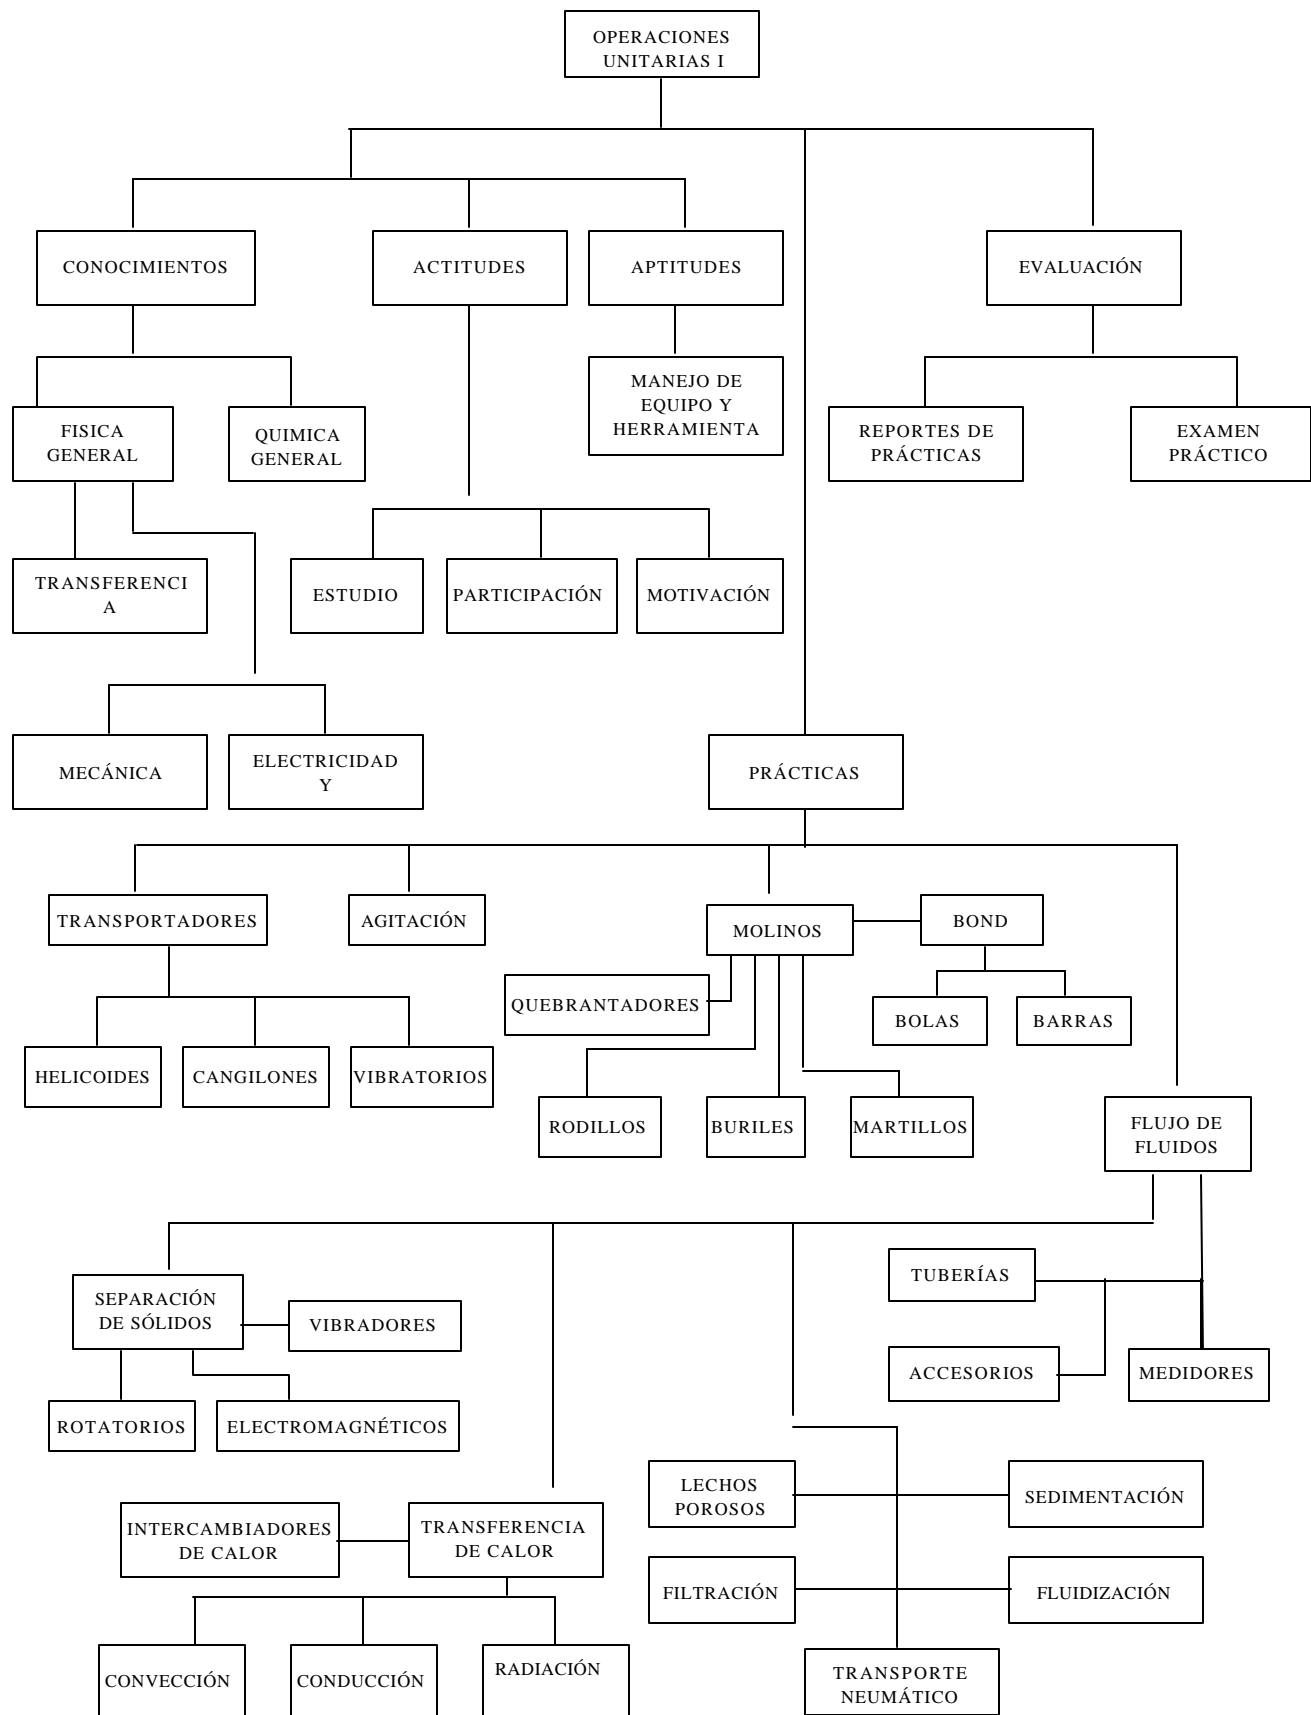 OPERACIONES
UNITARIAS I
CONOCIMIENTOS
ACTITUDES
APTITUDES
EVALUACIÓN
FISICA
GENERAL
QUIMICA
GENERAL
MANEJO DE
EQUIPO Y
HERRAMIENTA
REPORTES DE
PRÁCTICAS
EXAMEN
PRÁCTICO
TRANSFERENCI
A
ESTUDIO
PARTICIPACIÓN
MOTIVACIÓN
MECÁNICA
ELECTRICIDAD
Y
PRÁCTICAS
TRANSPORTADORES
AGITACIÓN
MOLINOS
BOND
QUEBRANTADORES
BOLAS
BARRAS
HELICOIDES
CANGILONES
VIBRATORIOS
RODILLOS
BURILES
MARTILLOS
FLUJO DE
FLUIDOS
SEPARACIÓN
DE SÓLIDOS
VIBRADORES
TUBERÍAS
ACCESORIOS
MEDIDORES
ROTATORIOS
ELECTROMAGNÉTICOS
LECHOS
POROSOS
SEDIMENTACIÓN
INTERCAMBIADORES
DE CALOR
TRANSFERENCIA
DE CALOR
FILTRACIÓN
FLUIDIZACIÓN
CONVECCIÓN
CONDUCCIÓN
RADIACIÓN
TRANSPORTE
NEUMÁTICO